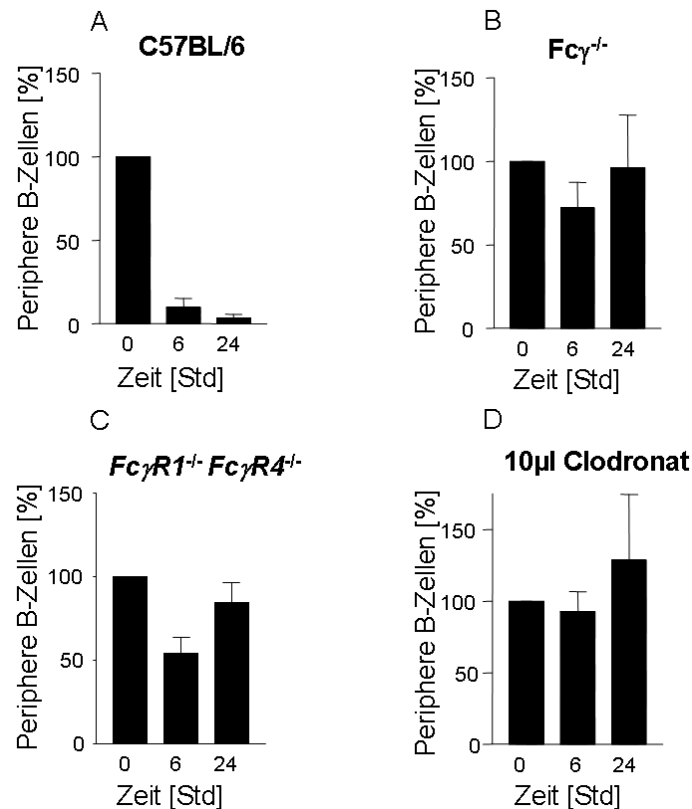 A
C57BL/6
Periphere B-Zellen [%]
150
100
50
0
0 6 24
Zeit [Std]
B
Fcγ-/-
Periphere B-Zellen [%]
150
100
50
0
0 6 24
Zeit [Std]
C
FcγR1-/- FcγR4-/-
Periphere B-Zellen [%]
150
100
50
0
0 6 24
Zeit [Std]
D
10µl Clodronat
Periphere B-Zellen [%]
150
100
50
0
0 6 24
Zeit [Std]